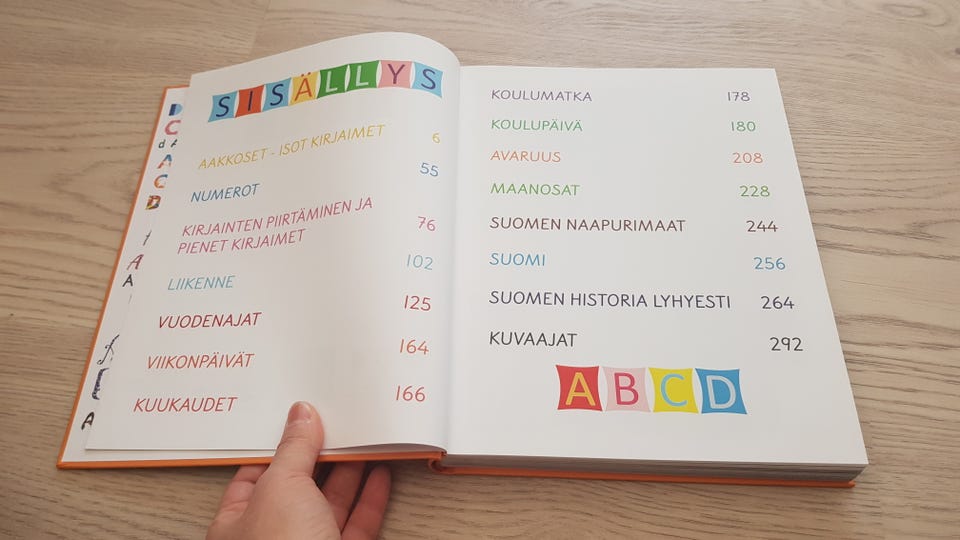 SISÄLLYS
AAKKOSET - ISOT KIRJAIMET 6
NUMEROT 55
KIRJAINTEN PIIRTÄMINEN JA
PIENET KIRJAIMET 76
LIIKENNE 102
VUODENAJAT 125
VIIKONPÄIVÄT 164
KUUKAUDET 166
KOULUMATKA 178
KOULUPÄIVÄ 180
AVARUUS 208
MAANOSAT 228
SUOMEN NAAPURIMAAT 244
SUOMI 256
SUOMEN HISTORIA LYHYESTI 264
KUVAAJAT 292
ABCD